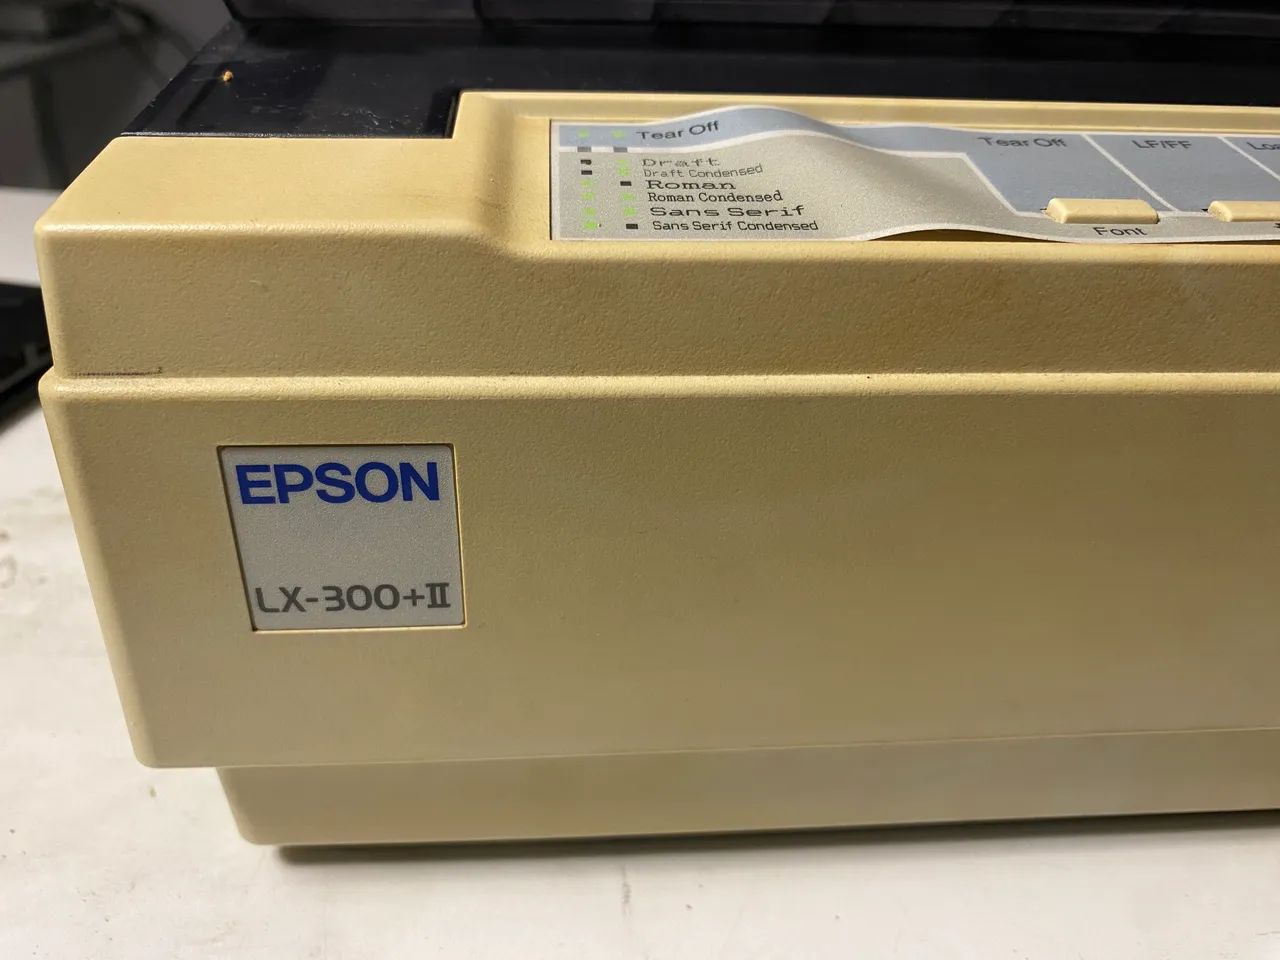 Tear Off
Draft
Draft Condensed
Roman
Roman Condensed
Sans Serif
Sans Serif Condensed
Tear Off
LF/FF
Font
EPSON
LX-300+II